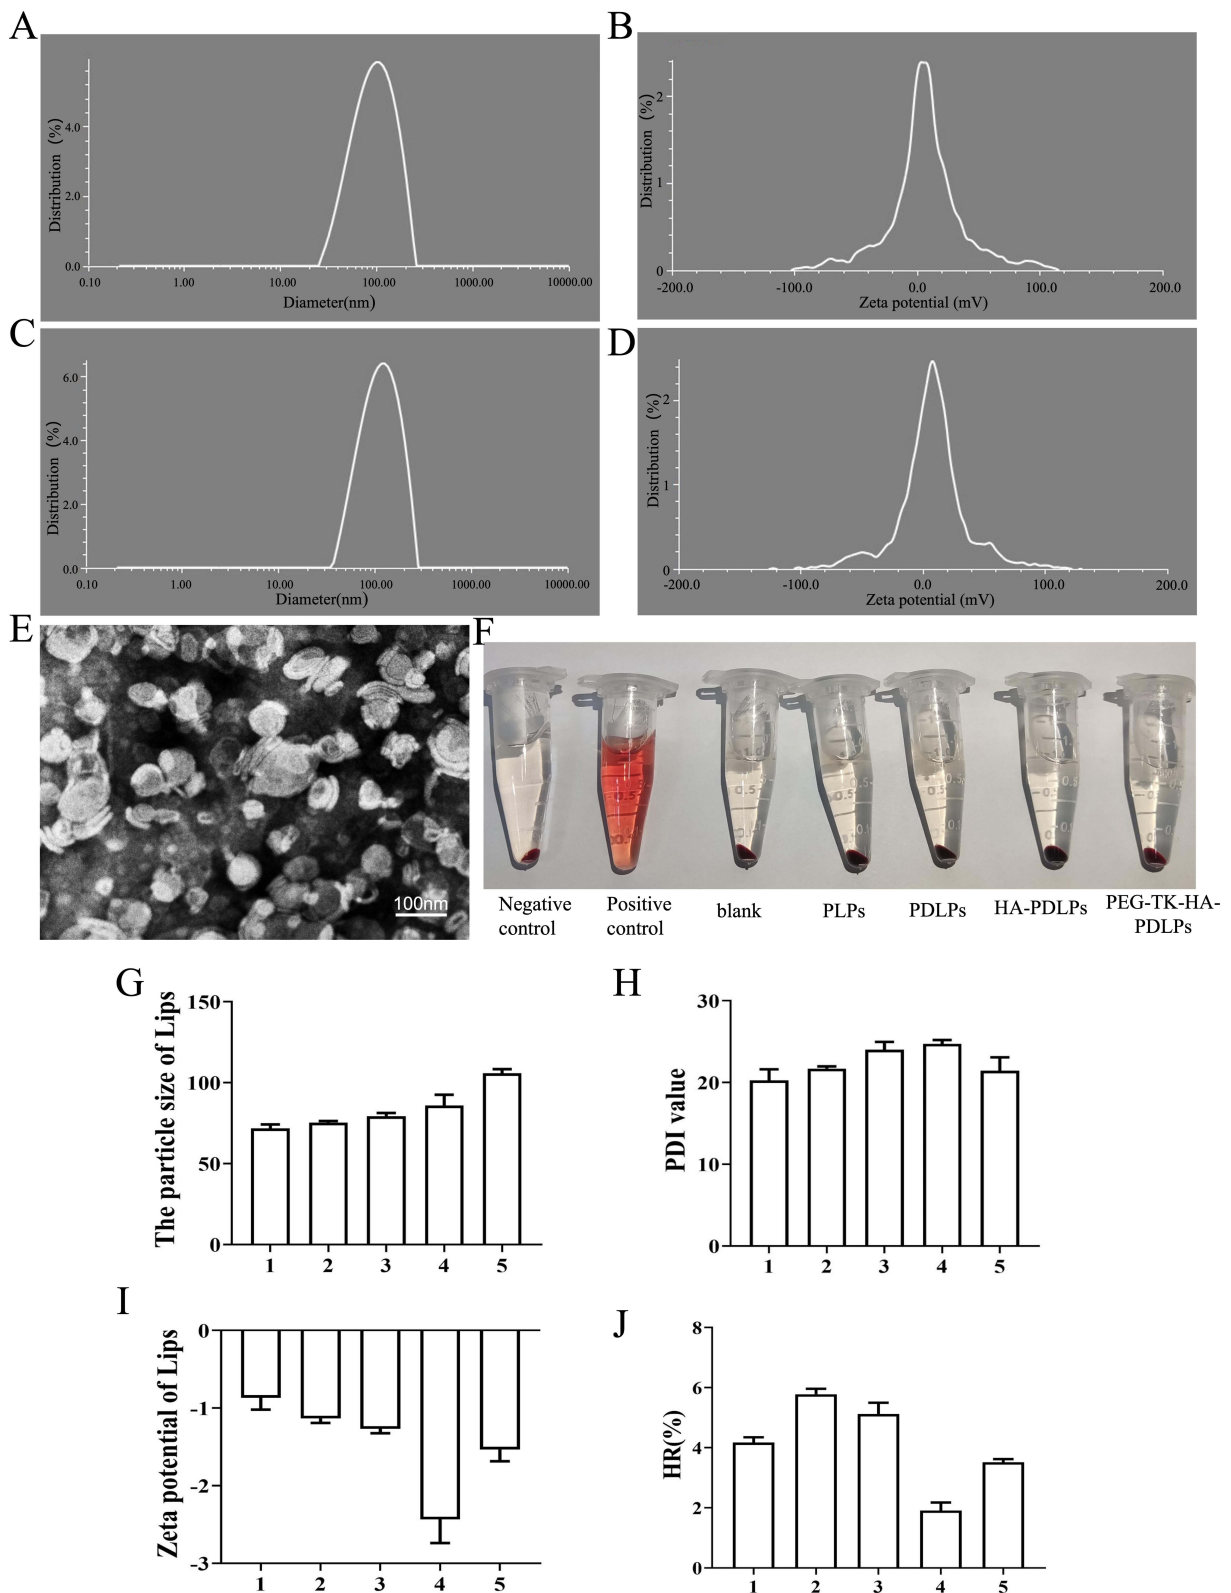 A
Distribution (%)
4.0
2.0
0.0
0.10
1.00
10.00
100.00
1000.00
10000.00
Diameter(nm)
B
Distribution (%)
2
1
0
-200.0
-100.0
0.0
100.0
200.0
Zeta potential (mV)
C
Distribution (%)
6.0
4.0
2.0
0.0
0.10
1.00
10.00
100.00
1000.00
10000.00
Diameter(nm)
D
Distribution (%)
2
1
0
-200.0
-100.0
0.0
100.0
200.0
Zeta potential (mV)
E
100nm
F
Negative
control
Positive
control
blank
PLPs
PDLPs
HA-PDLPs
PEG-TK-HA-
PDLPs
G
The particle size of Lips
150
100
50
0
1 2 3 4 5
H
PDI value
30
20
10
0
1 2 3 4 5
I
Zeta potential of Lips
0
-1
-2
-3
1 2 3 4 5
J
HR(%)
8
6
4
2
0
1 2 3 4 5